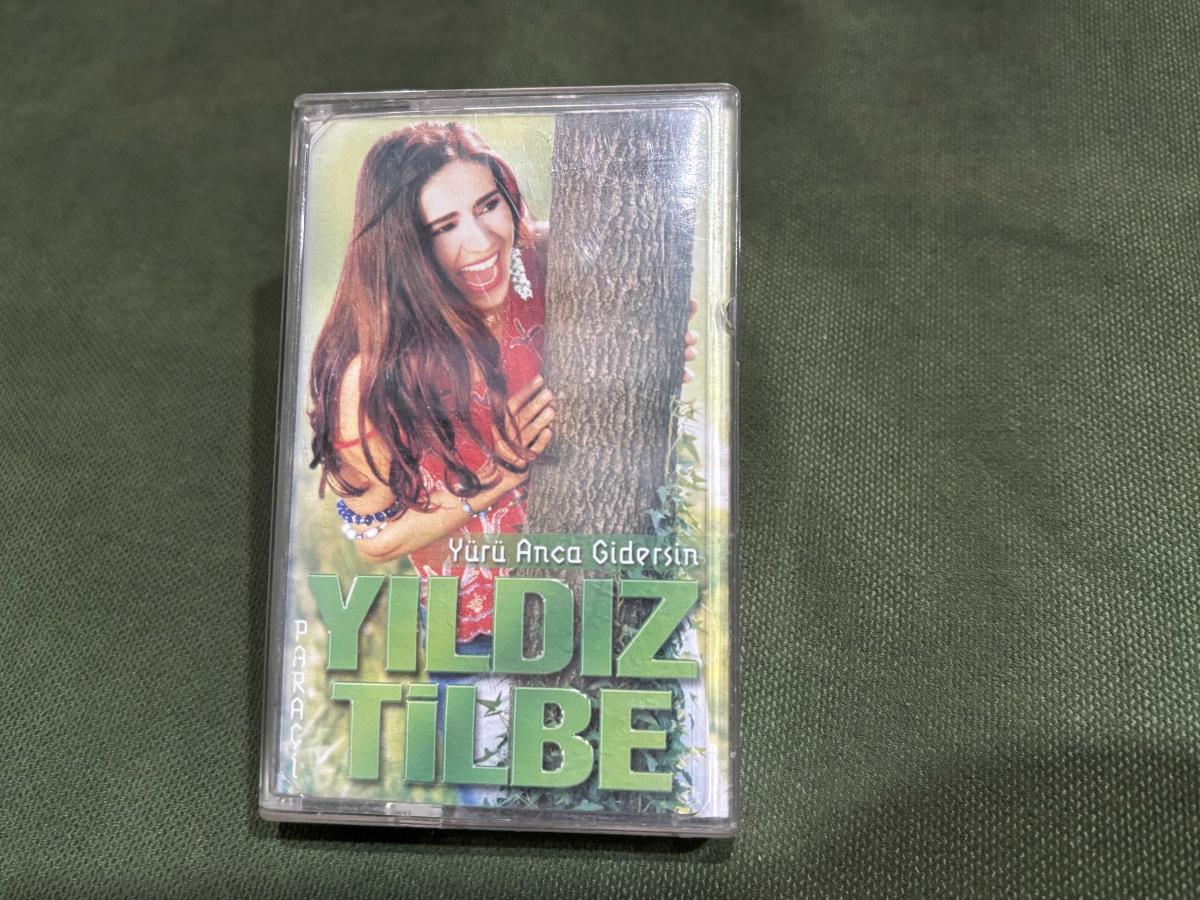 Yürü Anca Gidersin
YILDIZ
TiLBE
PARACI